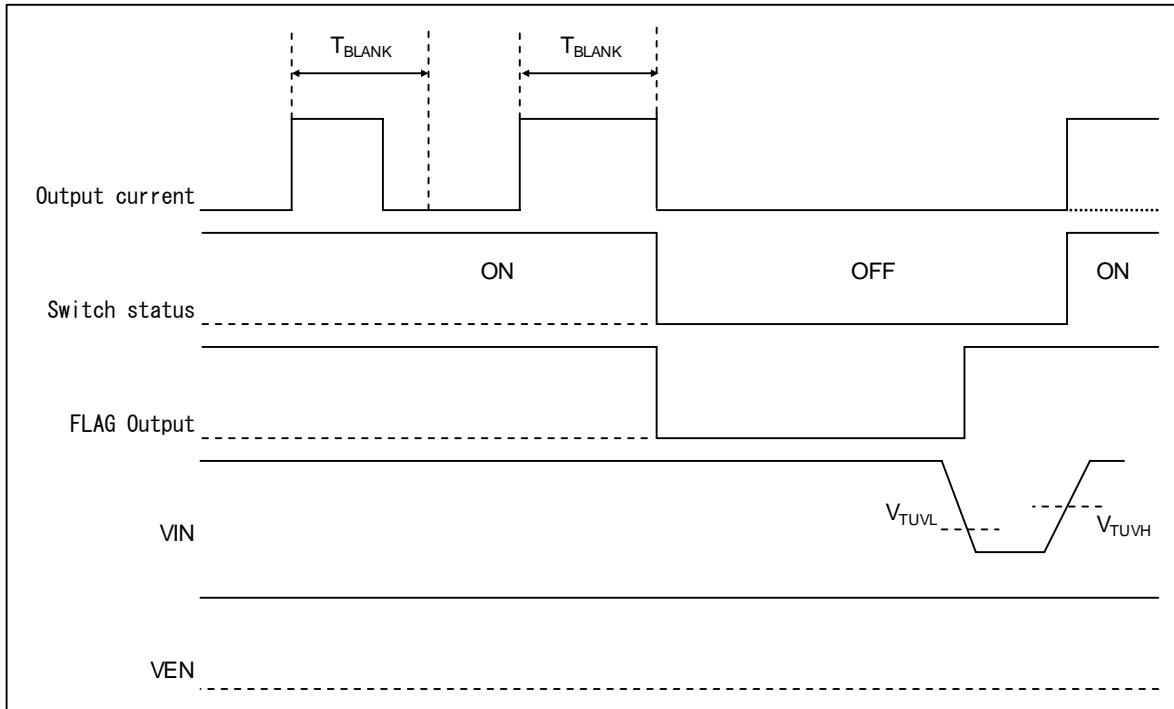 TBLANK
TBLANK
Output current
ON
OFF
ON
Switch status
FLAG Output
VTUVL
VTUVH
VIN
VEN